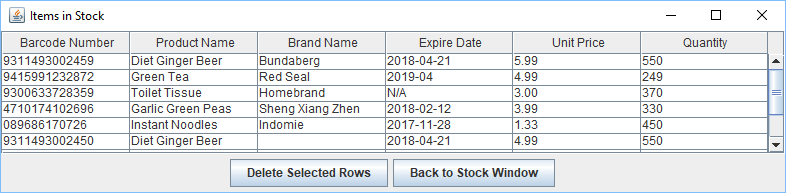 Items in Stock
Barcode Number Product Name Brand Name Expire Date Unit Price Quantity
9311493002459 Diet Ginger Beer Bundaberg 2018-04-21 5.99 550
9415991232872 Green Tea Red Seal 2019-04 4.99 249
9300633728359 Toilet Tissue Homebrand N/A 3.00 370
4710174102696 Garlic Green Peas Sheng Xiang Zhen 2018-02-12 3.99 330
089686170726 Instant Noodles Indomie 2017-11-28 1.33 450
9311493002450 Diet Ginger Beer 2018-04-21 4.99 550
Delete Selected Rows Back to Stock Window